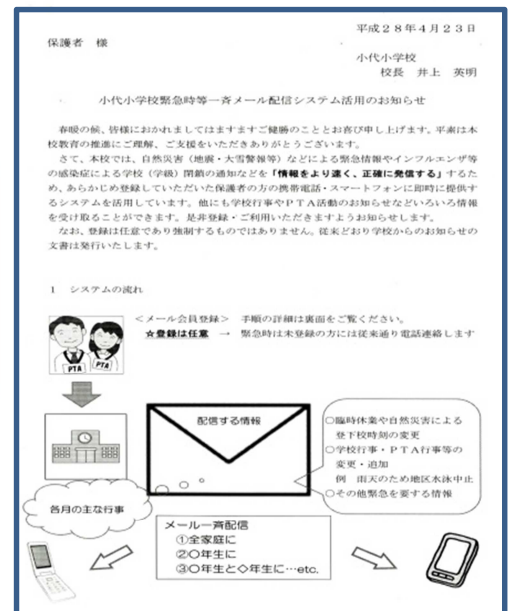 平成２８年４月２３日
保護者　様
小代小学校
校長　井上　英明
小代小学校緊急時等一斉メール配信システム活用のお知らせ
春暖の候、皆様におかれましてはますますご健勝のこととお喜び申し上げます。平素は本
校教育の推進にご理解、ご支援をいただきありがとうございます。
さて、本校では、自然災害（地震・大雪警報等）などによる緊急情報やインフルエンザ等
の感染症による学校（学級）閉鎖の通知などを「情報をより速く、正確に発信する」するた
め、あらかじめ登録していただいた保護者の方の携帯電話・スマートフォンに即時に提供す
るシステムを活用しています。他にも学校行事やＰＴＡ活動のお知らせなどいろいろ情報
を受け取ることができます。是非登録・ご利用いただきますようお知らせします。
なお、登録は任意であり強制するものではありません。従来どおり学校からのお知らせの
文書は発行いたします。
１　システムの流れ
＜メール会員登録＞　手順の詳細は裏面をご覧ください。
☆登録は任意　→　緊急時は未登録の方には従来通り電話連絡します
PTA
PTA
配信する情報
○臨時休業や自然災害による
登下校時刻の変更
○学校行事・ＰＴＡ行事等の
変更・追加
例　雨天のため地区水泳中止
○その他緊急を要する情報
各月の主な行事
メール一斉配信
①全家庭に
②○年生に
③○年生と◇年生に…etc.